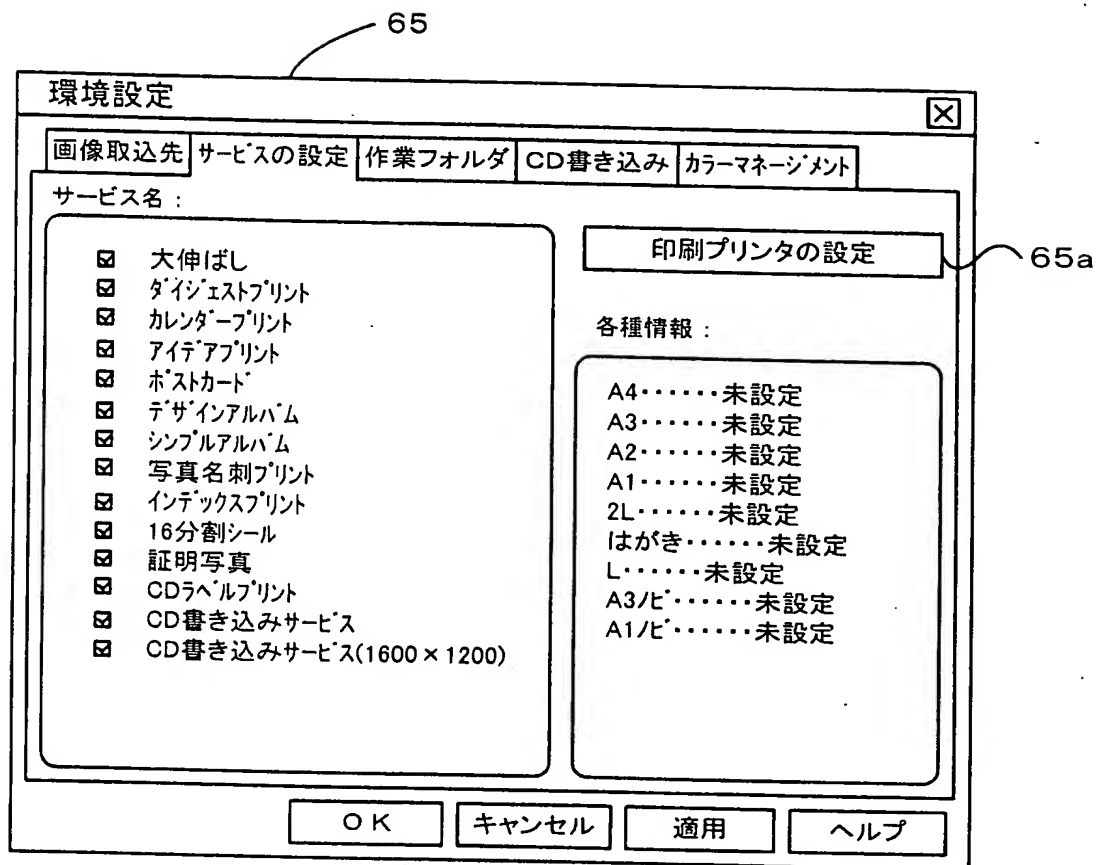 65
環境設定
画像取込先 ｻｰﾋﾞｽの設定 作業フォルダ CD書き込み ｶﾗｰﾏﾈｰｼﾞﾒﾝﾄ
サービス名：
大伸ばし
ﾀﾞｲｼﾞｪｽﾄﾌﾟﾘﾝﾄ
ｶﾚﾝﾀﾞｰﾌﾟﾘﾝﾄ
ｱｲﾃﾞｱﾌﾟﾘﾝﾄ
ﾎﾟｽﾄｶｰﾄﾞ
ﾃﾞｻﾞｲﾝｱﾙﾊﾞﾑ
ｼﾝﾌﾟﾙｱﾙﾊﾞﾑ
写真名刺ﾌﾟﾘﾝﾄ
ｲﾝﾃﾞｯｸｽﾌﾟﾘﾝﾄ
16分割ｼｰﾙ
証明写真
CDﾗﾍﾞﾙﾌﾟﾘﾝﾄ
CD書き込みｻｰﾋﾞｽ
CD書き込みｻｰﾋﾞｽ(1600×1200)
印刷プリンタの設定
65a
各種情報：
A4‥‥‥未設定
A3‥‥‥未設定
A2‥‥‥未設定
A1‥‥‥未設定
2L‥‥‥未設定
はがき‥‥‥未設定
L‥‥‥未設定
A3ﾉﾋﾞ‥‥‥未設定
A1ﾉﾋﾞ‥‥‥未設定
OK キャンセル 適用 ヘルプ